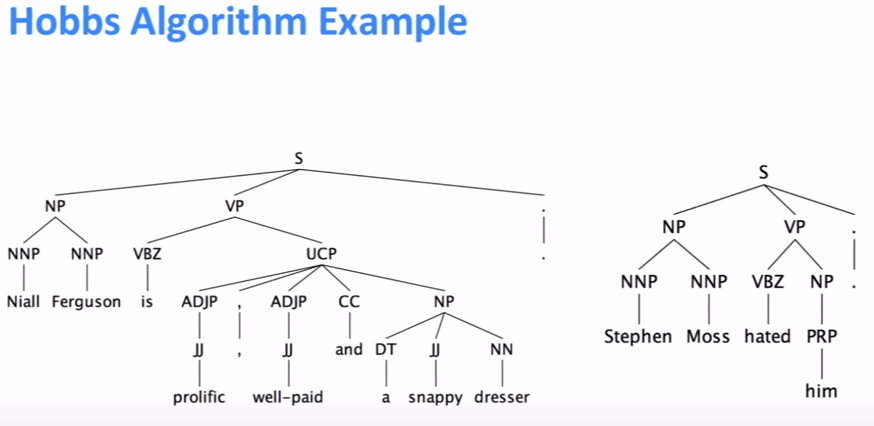 Hobbs Algorithm Example
S
NP VP .
NNP NNP VBZ UCP .
Niall Ferguson is ADJP , ADJP CC NP
JJ , JJ and DT JJ NN
prolific well-paid a snappy dresser
S
NP VP .
NNP NNP VBZ NP .
Stephen Moss hated PRP
him